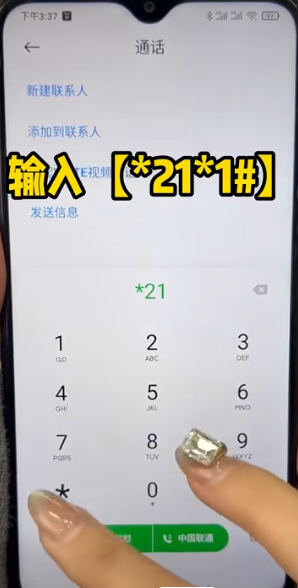 下午3:37
82
通话
新建联系人
添加到联系人
输入【*21*1#】
TE视频
发送信息
*21
1
2
3
ABC
DEF
4
5
6
GHI
JKL
MNO
7
8
9
PQRS
TUV
WXYZ
*
0
+
中国联通